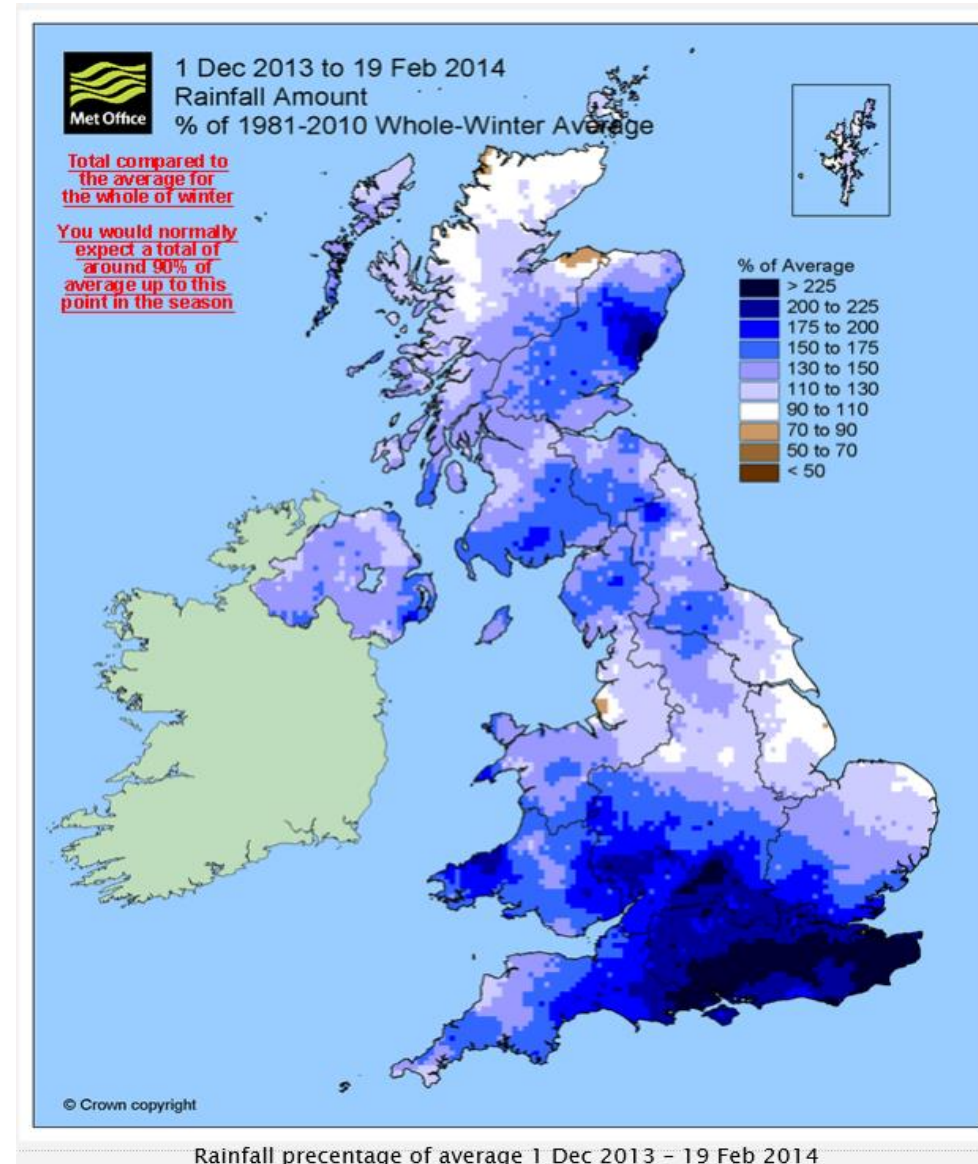 Met Office
1 Dec 2013 to 19 Feb 2014
Rainfall Amount
% of 1981-2010 Whole-Winter Average
Total compared to
the average for
the whole of winter
You would normally
expect a total of
around 90% of
average up to this
point in the season
% of Average
> 225
200 to 225
175 to 200
150 to 175
130 to 150
110 to 130
90 to 110
70 to 90
50 to 70
< 50
© Crown copyright
Rainfall precentage of average 1 Dec 2013 – 19 Feb 2014